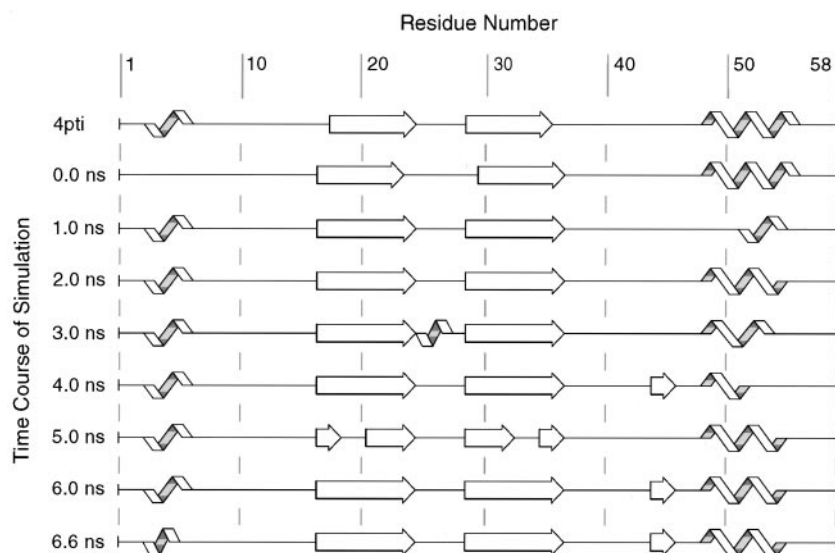 Residue Number
1 10 20 30 40 50 58
4pti
0.0 ns
1.0 ns
2.0 ns
3.0 ns
4.0 ns
5.0 ns
6.0 ns
6.6 ns
Time Course of Simulation